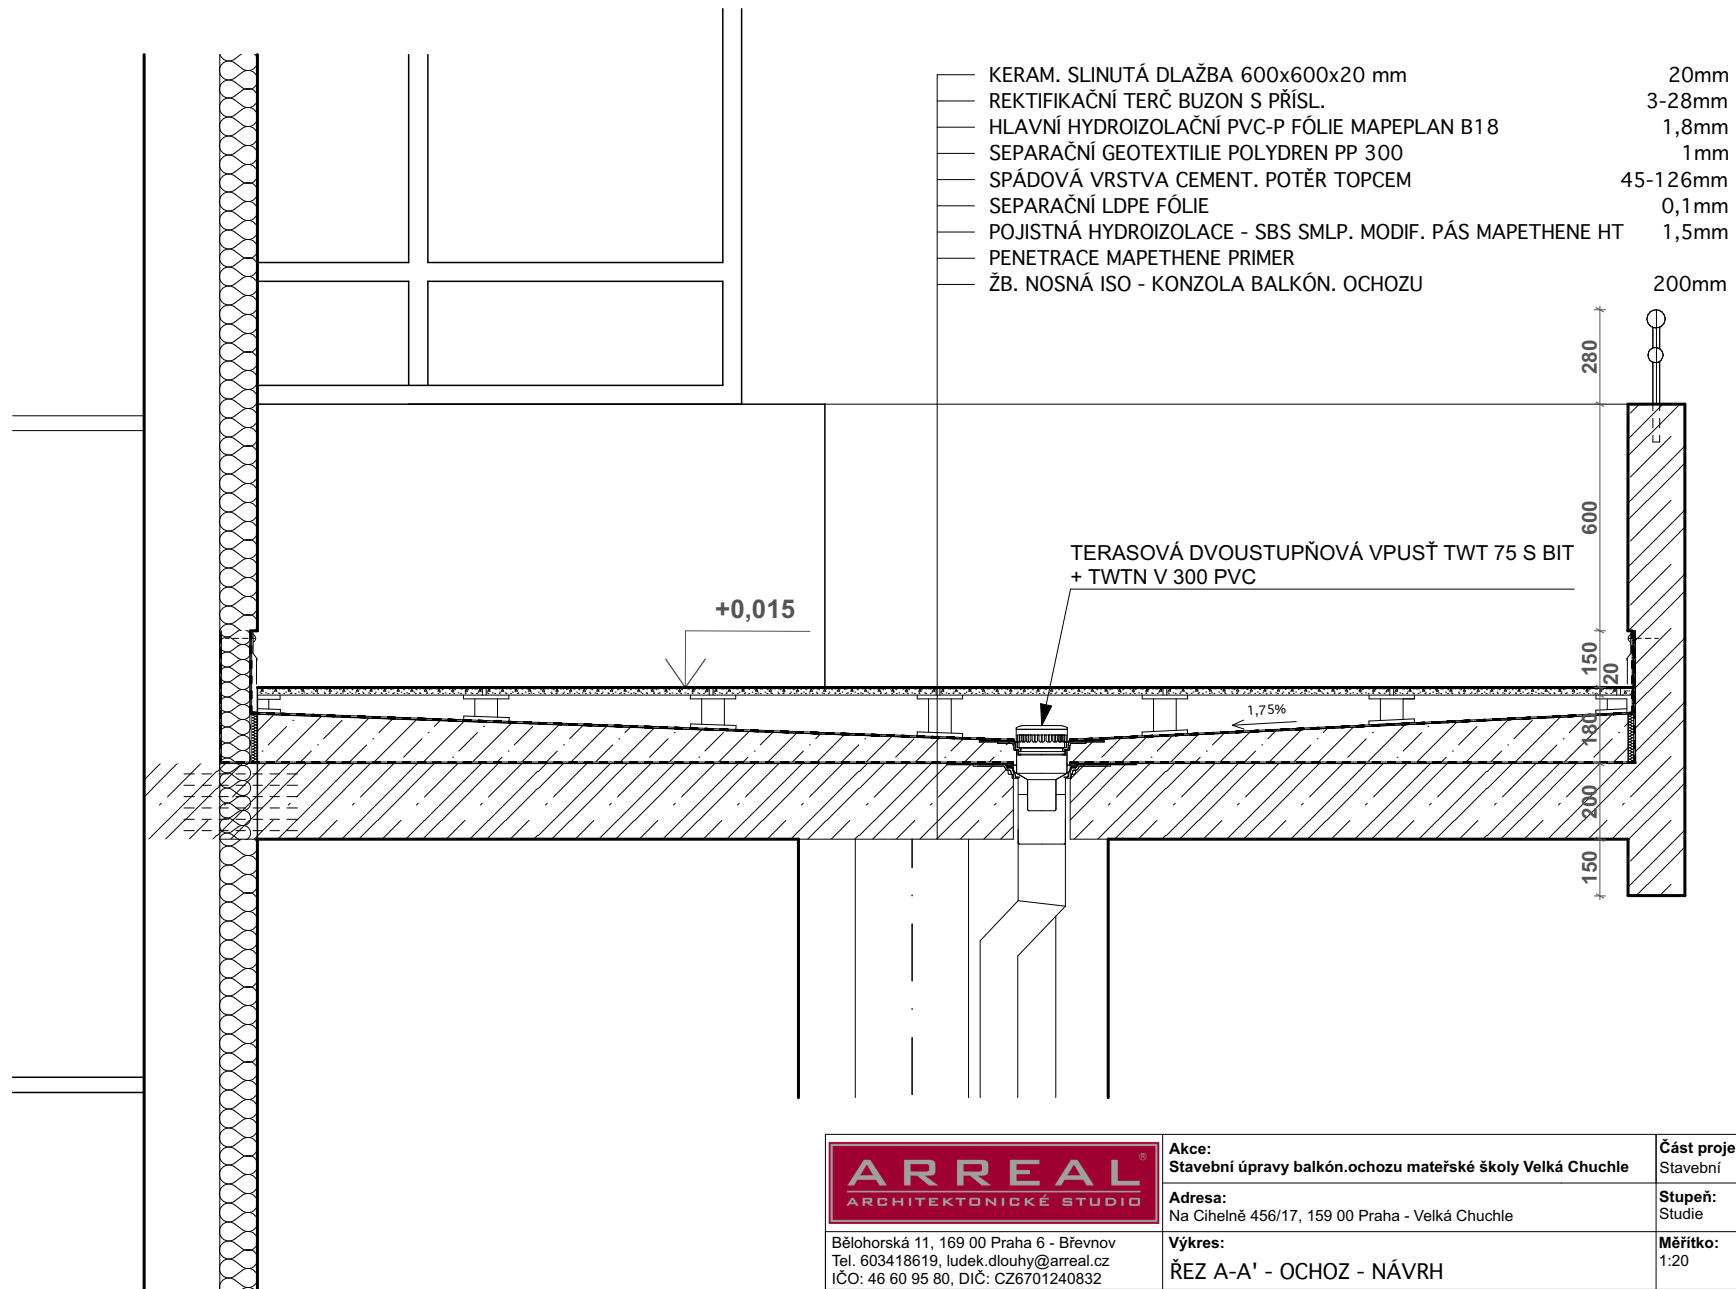 KERAM. SLINUTÁ DLAŽBA 600x600x20 mm 20mm
REKTIFIKAČNÍ TERČ BUZON S PŘÍSL. 3-28mm
HLAVNÍ HYDROIZOLAČNÍ PVC-P FÓLIE MAPEPLAN B18 1,8mm
SEPARAČNÍ GEOTEXTILIE POLYDREN PP 300 1mm
SPÁDOVÁ VRSTVA CEMENT. POTĚR TOPCEM 45-126mm
SEPARAČNÍ LDPE FÓLIE 0,1mm
POJISTNÁ HYDROIZOLACE - SBS SMLP. MODIF. PÁS MAPETHENE HT 1,5mm
PENETRACE MAPETHENE PRIMER
ŽB. NOSNÁ ISO - KONZOLA BALKÓN. OCHOZU 200mm
280
600
TERASOVÁ DVOUSTUPŇOVÁ VPUSŤ TWT 75 S BIT
+ TWTN V 300 PVC
+0,015
150
20
1,75%
180
200
150
ARREAL®
ARCHITEKTONICKÉ STUDIO
Bělohorská 11, 169 00 Praha 6 - Břevnov
Tel. 603418619, ludek.dlouhy@arreal.cz
IČO: 46 60 95 80, DIČ: CZ6701240832
Akce:
Stavební úpravy balkón.ochozu mateřské školy Velká Chuchle
Adresa:
Na Cihelně 456/17, 159 00 Praha - Velká Chuchle
Výkres:
ŘEZ A-A' - OCHOZ - NÁVRH
Část proje
Stavební
Stupeň:
Studie
Měřítko:
1:20